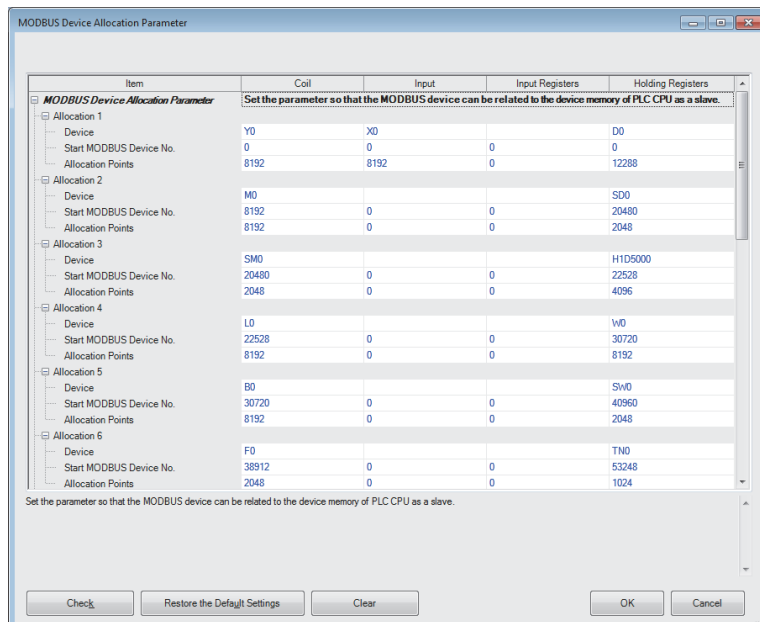 MODBUS Device Allocation Parameter
Item Coil Input Input Registers Holding Registers
MODBUS Device Allocation Parameter Set the parameter so that the MODBUS device can be related to the device memory of PLC CPU as a slave.
Allocation 1
Device Y0 X0 D0
Start MODBUS Device No. 0 0 0 0
Allocation Points 8192 8192 0 12288
Allocation 2
Device M0 SD0
Start MODBUS Device No. 8192 0 0 20480
Allocation Points 8192 0 0 2048
Allocation 3
Device SM0 H1D5000
Start MODBUS Device No. 20480 0 0 22528
Allocation Points 2048 0 0 4096
Allocation 4
Device L0 W0
Start MODBUS Device No. 22528 0 0 30720
Allocation Points 8192 0 0 8192
Allocation 5
Device B0 SW0
Start MODBUS Device No. 30720 0 0 40960
Allocation Points 8192 0 0 2048
Allocation 6
Device F0 TN0
Start MODBUS Device No. 38912 0 0 53248
Allocation Points 2048 0 0 1024
Set the parameter so that the MODBUS device can be related to the device memory of PLC CPU as a slave.
Check Restore the Default Settings Clear OK Cancel